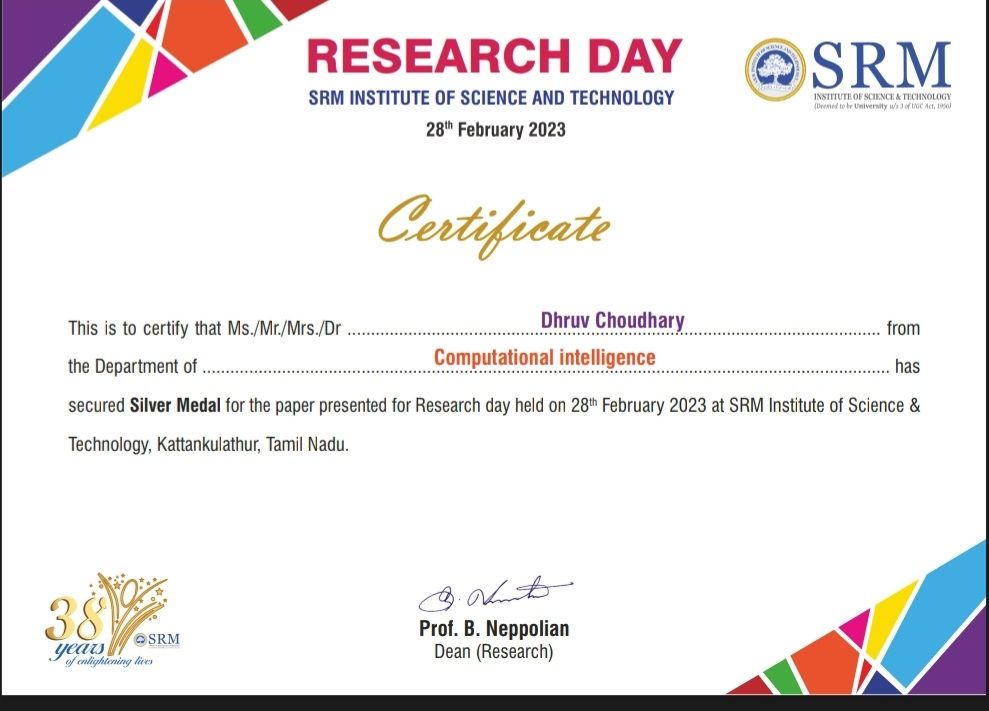 RESEARCH DAY
SRM INSTITUTE OF SCIENCE AND TECHNOLOGY
28th February 2023
SRM
INSTITUTE OF SCIENCE & TECHNOLOGY
(Deemed to be University u/s 3 of UGC Act, 1956)
Certificate
This is to certify that Ms./Mr./Mrs./Dr ........ Dhruv Choudhary ........ from
the Department of ........ Computational intelligence ........ has
secured Silver Medal for the paper presented for Research day held on 28th February 2023 at SRM Institute of Science &
Technology, Kattankulathur, Tamil Nadu.
38
years
SRM
of enlightening lives
Prof. B. Neppolian
Dean (Research)